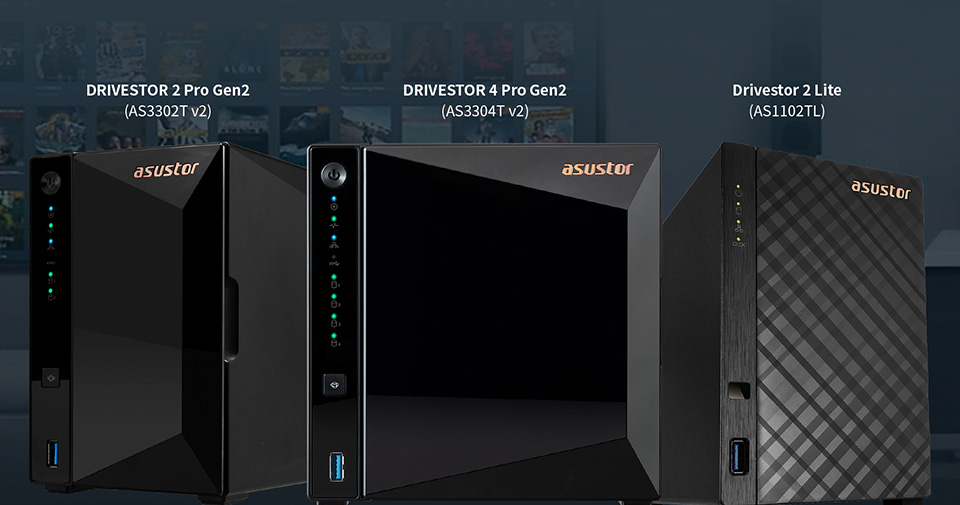 DRIVESTOR 2 Pro Gen2
(AS3302T v2)
DRIVESTOR 4 Pro Gen2
(AS3304T v2)
Drivestor 2 Lite
(AS1102TL)
asustor
asustor
asustor